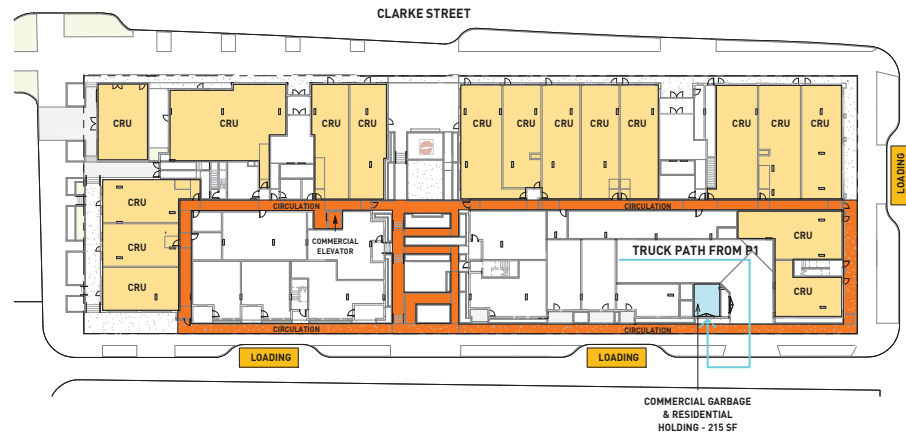 CLARKE STREET
CRU
CRU
CRU
CRU
CRU
CRU
CRU
CRU
CRU
CRU
CRU
CRU
LOADING
CRU
CIRCULATION
CIRCULATION
COMMERCIAL
ELEVATOR
CRU
CRU
TRUCK PATH FROM P1
CRU
CRU
CIRCULATION
CIRCULATION
LOADING
LOADING
COMMERCIAL GARBAGE
& RESIDENTIAL
HOLDING - 215 SF